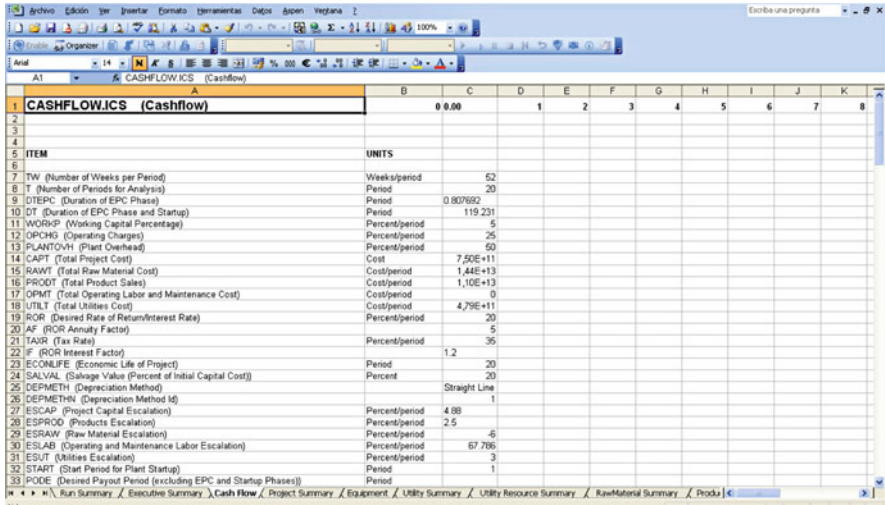 Archivo Edición Ver Insertar Formato Herramientas Datos Aspen Ventana ? Escriba una pregunta
100%
Enable Organizer
Arial 14 N K S % 000 €
A1 fx CASHFLOW.ICS (Cashflow)
A B C D E F G H I J K
1 CASHFLOW.ICS (Cashflow) 0 0.00 1 2 3 4 5 6 7 8
2
3
4
5 ITEM UNITS
6
7 TW (Number of Weeks per Period) Weeks/period 52
8 T (Number of Periods for Analysis) Period 20
9 DTEPC (Duration of EPC Phase) Period 0.807692
10 DT (Duration of EPC Phase and Startup) Period 119.231
11 WORKP (Working Capital Percentage) Percent/period 5
12 OPCHG (Operating Charges) Percent/period 25
13 PLANTOVH (Plant Overhead) Percent/period 50
14 CAPT (Total Project Cost) Cost 7,50E+11
15 RAWT (Total Raw Material Cost) Cost/period 1,44E+13
16 PRODT (Total Product Sales) Cost/period 1,10E+13
17 OPMT (Total Operating Labor and Maintenance Cost) Cost/period 0
18 UTILT (Total Utilities Cost) Cost/period 4,79E+11
19 ROR (Desired Rate of Return/Interest Rate) Percent/period 20
20 AF (ROR Annuity Factor) 5
21 TAXR (Tax Rate) Percent/period 35
22 IF (ROR Interest Factor) 1.2
23 ECONLIFE (Economic Life of Project) Period 20
24 SALVAL (Salvage Value (Percent of Initial Capital Cost)) Percent 20
25 DEPMETH (Depreciation Method) Straight Line
26 DEPMETHN (Depreciation Method Id) 1
27 ESCAP (Project Capital Escalation) Percent/period 4.88
28 ESPROD (Products Escalation) Percent/period 2.5
29 ESRAW (Raw Material Escalation) Percent/period -6
30 ESLAB (Operating and Maintenance Labor Escalation) Percent/period 67.786
31 ESUT (Utilities Escalation) Percent/period 3
32 START (Start Period for Plant Startup) Period 1
33 PODE (Desired Payout Period (excluding EPC and Startup Phases)) Period
Run Summary Executive Summary Cash Flow Project Summary Equipment Utility Summary Utility Resource Summary RawMaterial Summary Produ